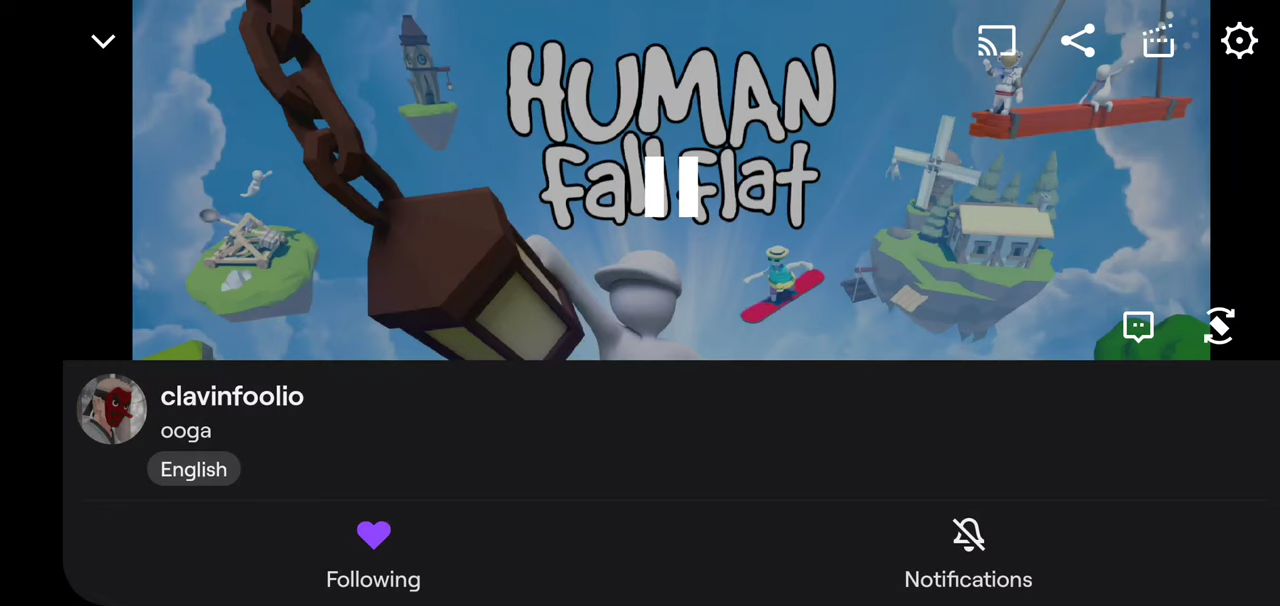 HUMAN
fall flat
clavinfoolio
ooga
English
Following
Notifications